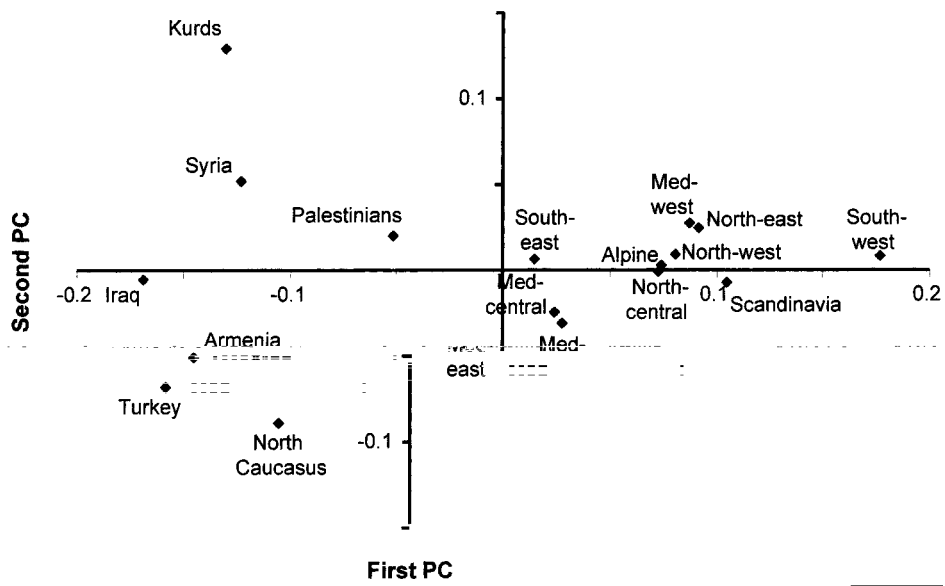 Kurds
0.1
Syria
Med-
west
Palestinians
South-
east
North-east
South-
west
Alpine
North-west
Second PC
-0.2
Iraq
-0.1
Med-
central
North-
central
0.1
Scandinavia
0.2
Armenia
Med-
east
Turkey
North
Caucasus
-0.1
First PC